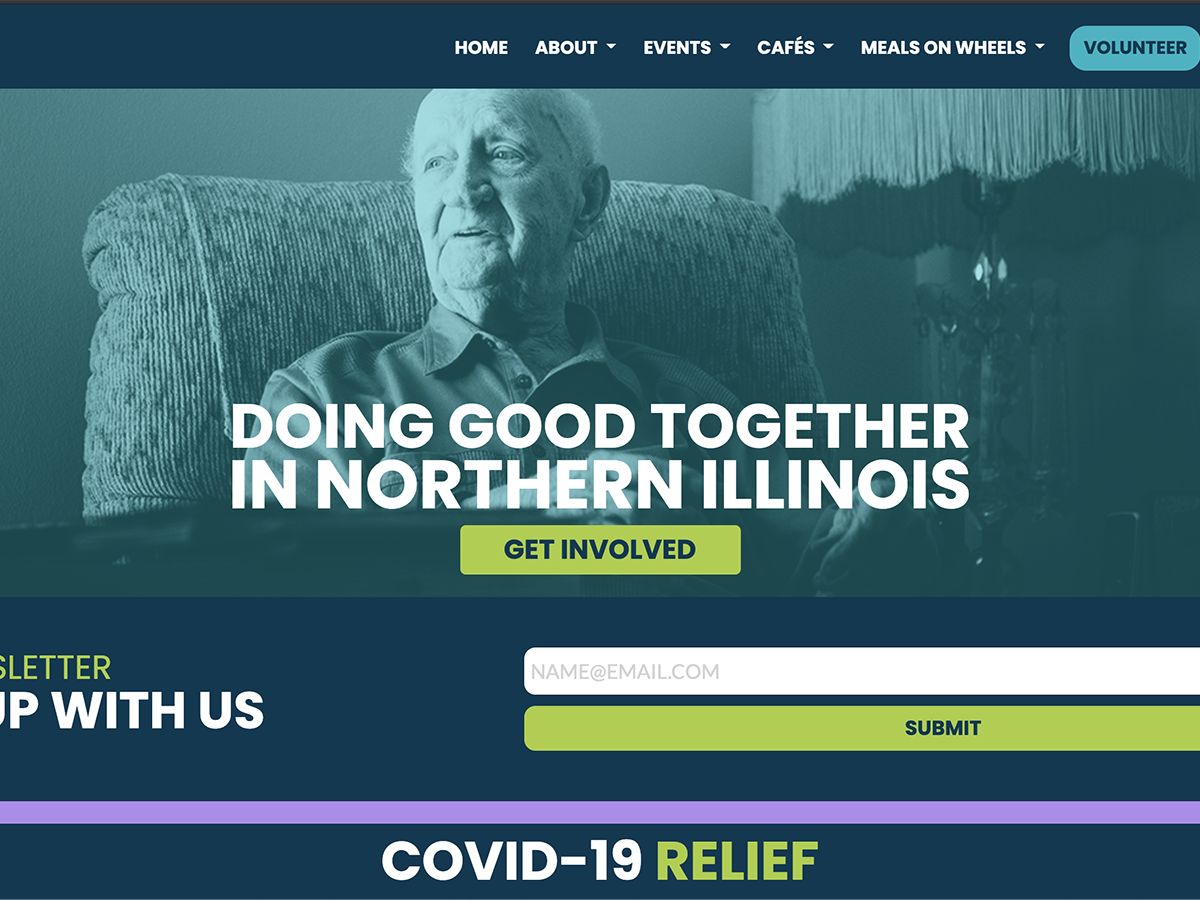 HOME ABOUT EVENTS CAFÉS MEALS ON WHEELS VOLUNTEER
DOING GOOD TOGETHER
IN NORTHERN ILLINOIS
GET INVOLVED
SLETTER
UP WITH US
NAME@EMAIL.COM
SUBMIT
COVID-19 RELIEF